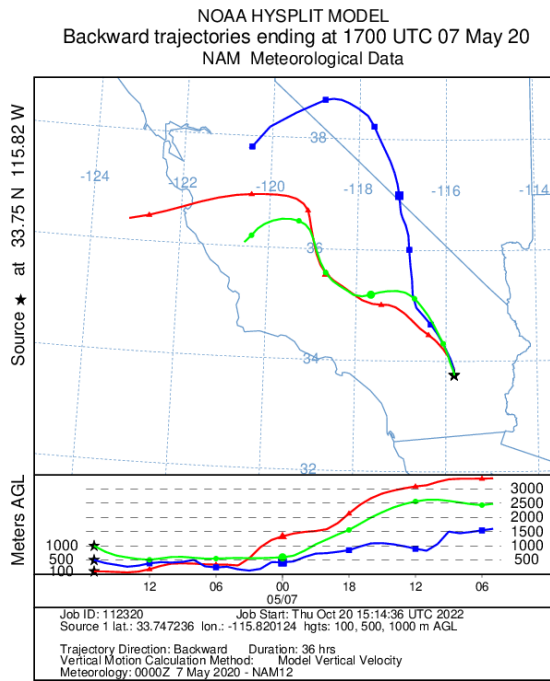 NOAA HYSPLIT MODEL
Backward trajectories ending at 1700 UTC 07 May 20
NAM Meteorological Data
Source ★ at 33.75 N 115.82 W
-124
-122
-120
-118
-116
-114
38
36
34
32
Meters AGL
1000
500
100
3000
2500
2000
1500
1000
500
12 06 00 18 12 06
05/07
Job ID: 112320 Job Start: Thu Oct 20 15:14:36 UTC 2022
Source 1 lat.: 33.747236 lon.: -115.820124 hgts: 100, 500, 1000 m AGL
Trajectory Direction: Backward Duration: 36 hrs
Vertical Motion Calculation Method: Model Vertical Velocity
Meteorology: 0000Z 7 May 2020 - NAM12